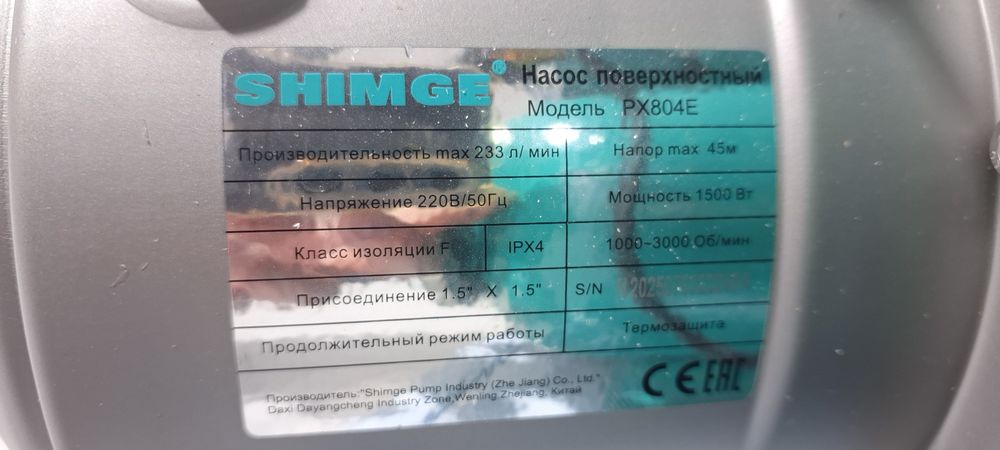 SHIMGE® Насос поверхностный
Модель PX804E
Производительность max 233 л/ мин Напор max 45м
Напряжение 220В/50Гц Мощность 1500 Вт
Класс изоляции F IPX4 1000~3000 Об/мин
Присоединение 1.5" X 1.5" S/N
Продолжительный режим работы Термозащита
Производитель:"Shimge Pump Industry (Zhe Jiang) Co., Ltd."
Daxi Dayangcheng Industry Zone,Wenling Zhejiang, Китай
CE EAC